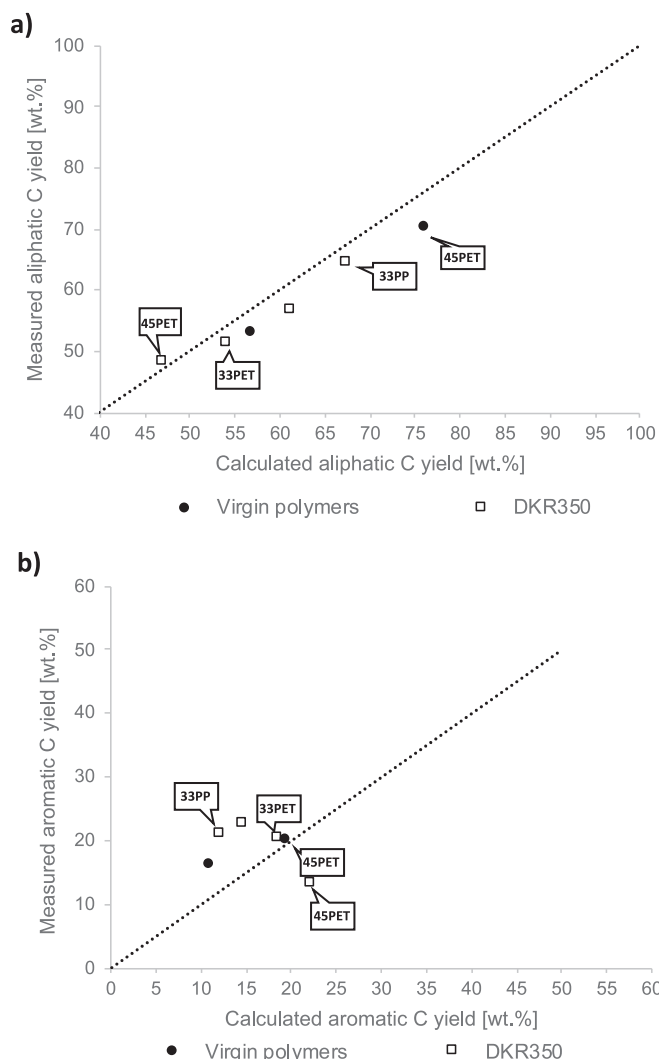 a)
100
90
80
70
60
50
40
Measured aliphatic C yield [wt.%]
45PET
33PET
33PP
45PET
40 45 50 55 60 65 70 75 80 85 90 95 100
Calculated aliphatic C yield [wt.%]
Virgin polymers DKR350
b)
60
50
40
30
20
10
0
Measured aromatic C yield [wt.%]
33PP
33PET
45PET
45PET
0 5 10 15 20 25 30 35 40 45 50 55 60
Calculated aromatic C yield [wt.%]
Virgin polymers DKR350